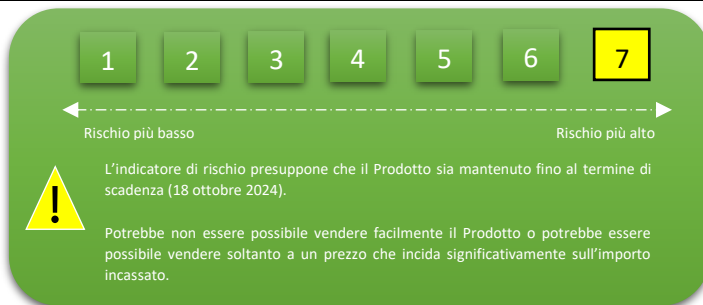 1 2 3 4 5 6 7
Rischio più basso Rischio più alto
! L'indicatore di rischio presuppone che il Prodotto sia mantenuto fino al termine di
scadenza (18 ottobre 2024).
Potrebbe non essere possibile vendere facilmente il Prodotto o potrebbe essere
possibile vendere soltanto a un prezzo che incida significativamente sull'importo
incassato.